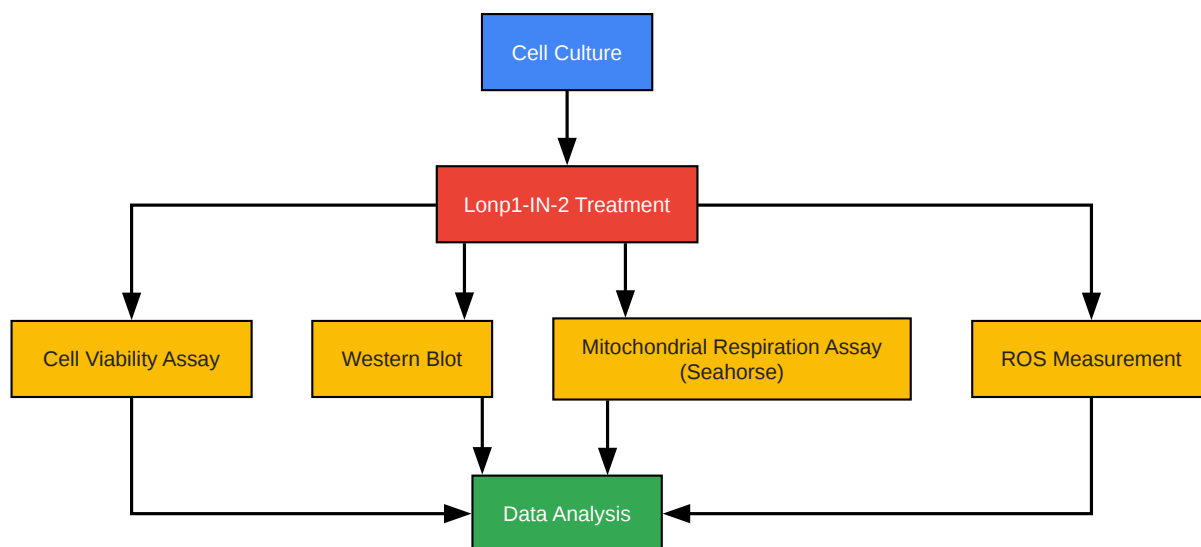 Cell Culture
Lonp1-IN-2 Treatment
Cell Viability Assay
Western Blot
Mitochondrial Respiration Assay
(Seahorse)
ROS Measurement
Data Analysis